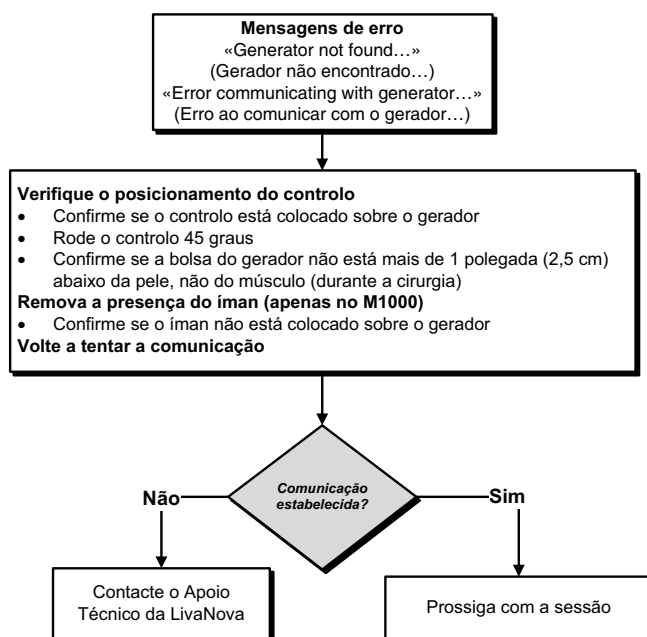 Mensagens de erro
«Generator not found…»
(Gerador não encontrado…)
«Error communicating with generator…»
(Erro ao comunicar com o gerador…)
Verifique o posicionamento do controlo
• Confirme se o controlo está colocado sobre o gerador
• Rode o controlo 45 graus
• Confirme se a bolsa do gerador não está mais de 1 polegada (2,5 cm)
abaixo da pele, não do músculo (durante a cirurgia)
Remova a presença do íman (apenas no M1000)
• Confirme se o íman não está colocado sobre o gerador
Volte a tentar a comunicação
Comunicação
estabelecida?
Não
Sim
Contacte o Apoio
Técnico da LivaNova
Prossiga com a sessão